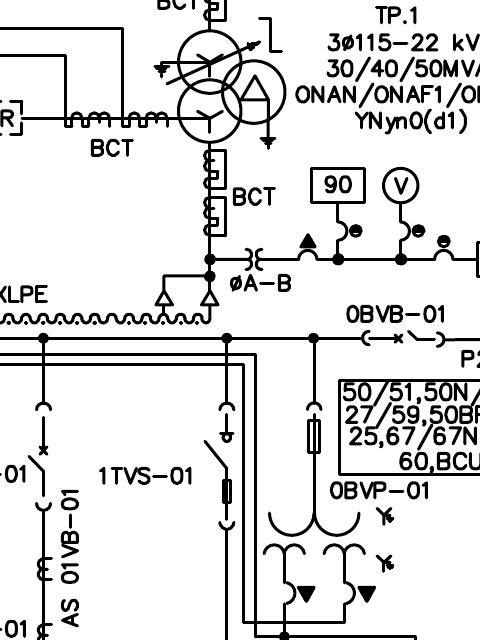 BCT
TP.1
3ø115-22 kV
30/40/50MV
ONAN/ONAF1/O
YNyn0(d1)
R
BCT
90
V
BCT
øA-B
XLPE
0BVB-01
P2
50/51,50N/
27/59,50BF
25,67/67N
60,BCU
-01
1TVS-01
0BVP-01
AS 01VB-01
-01